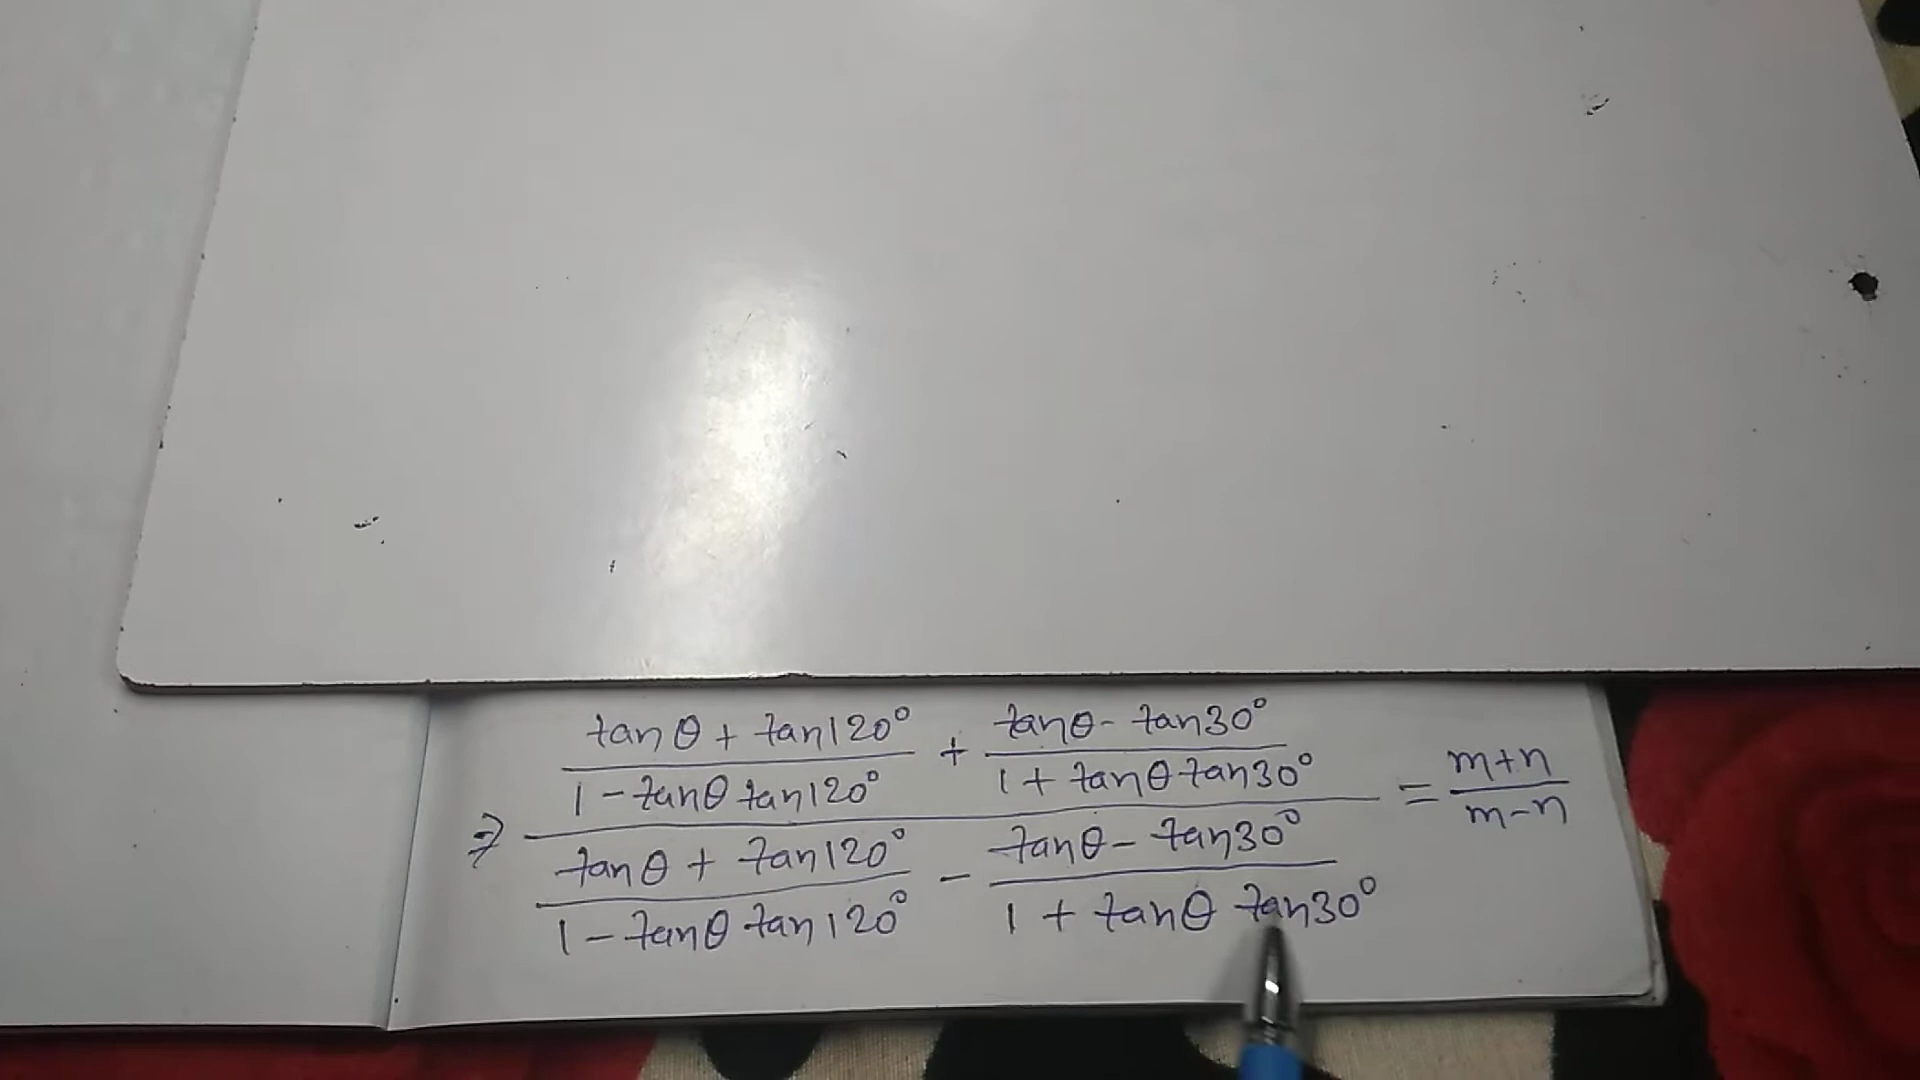 ⇒ (tanθ + tan120°)/(1 - tanθ tan120°) + (tanθ - tan30°)/(1 + tanθ tan30°)
(tanθ + tan120°)/(1 - tanθ tan120°) - (tanθ - tan30°)/(1 + tanθ tan30°) = (m+n)/(m-n)